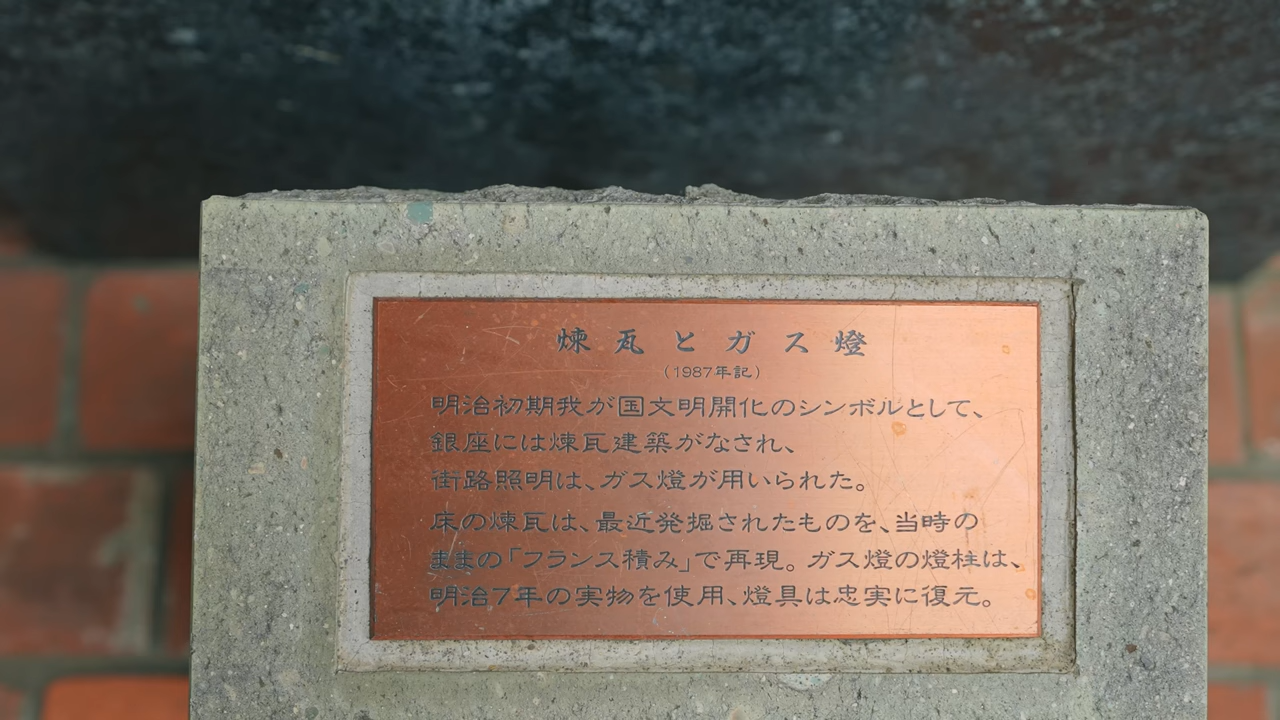 煉瓦とガス燈
（1987年記）
明治初期我が国文明開化のシンボルとして、
銀座には煉瓦建築がなされ、
街路照明は、ガス燈が用いられた。
床の煉瓦は、最近発掘されたものを、当時の
ままの「フランス積み」で再現。ガス燈の燈柱は、
明治7年の実物を使用、燈具は忠実に復元。